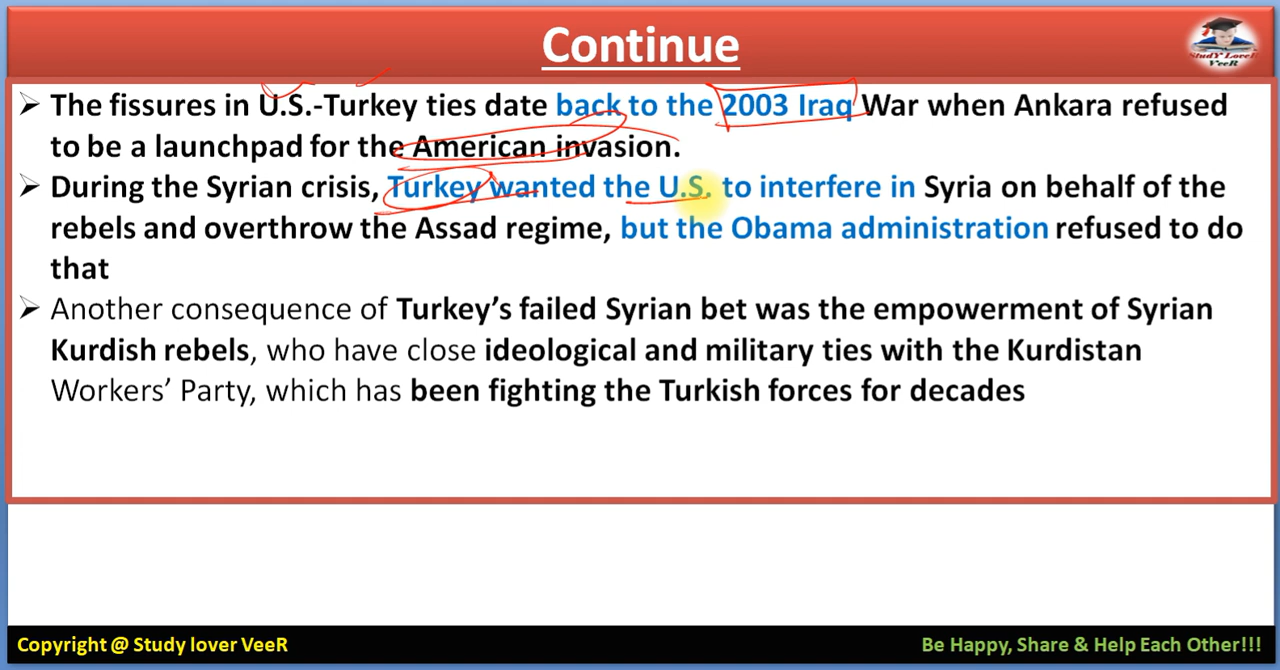 Continue
StudY LoveR
VeeR
➢ The fissures in U.S.-Turkey ties date back to the 2003 Iraq War when Ankara refused
to be a launchpad for the American invasion.
➢ During the Syrian crisis, Turkey wanted the U.S. to interfere in Syria on behalf of the
rebels and overthrow the Assad regime, but the Obama administration refused to do
that
➢ Another consequence of Turkey’s failed Syrian bet was the empowerment of Syrian
Kurdish rebels, who have close ideological and military ties with the Kurdistan
Workers’ Party, which has been fighting the Turkish forces for decades
Copyright @ Study lover VeeR
Be Happy, Share & Help Each Other!!!